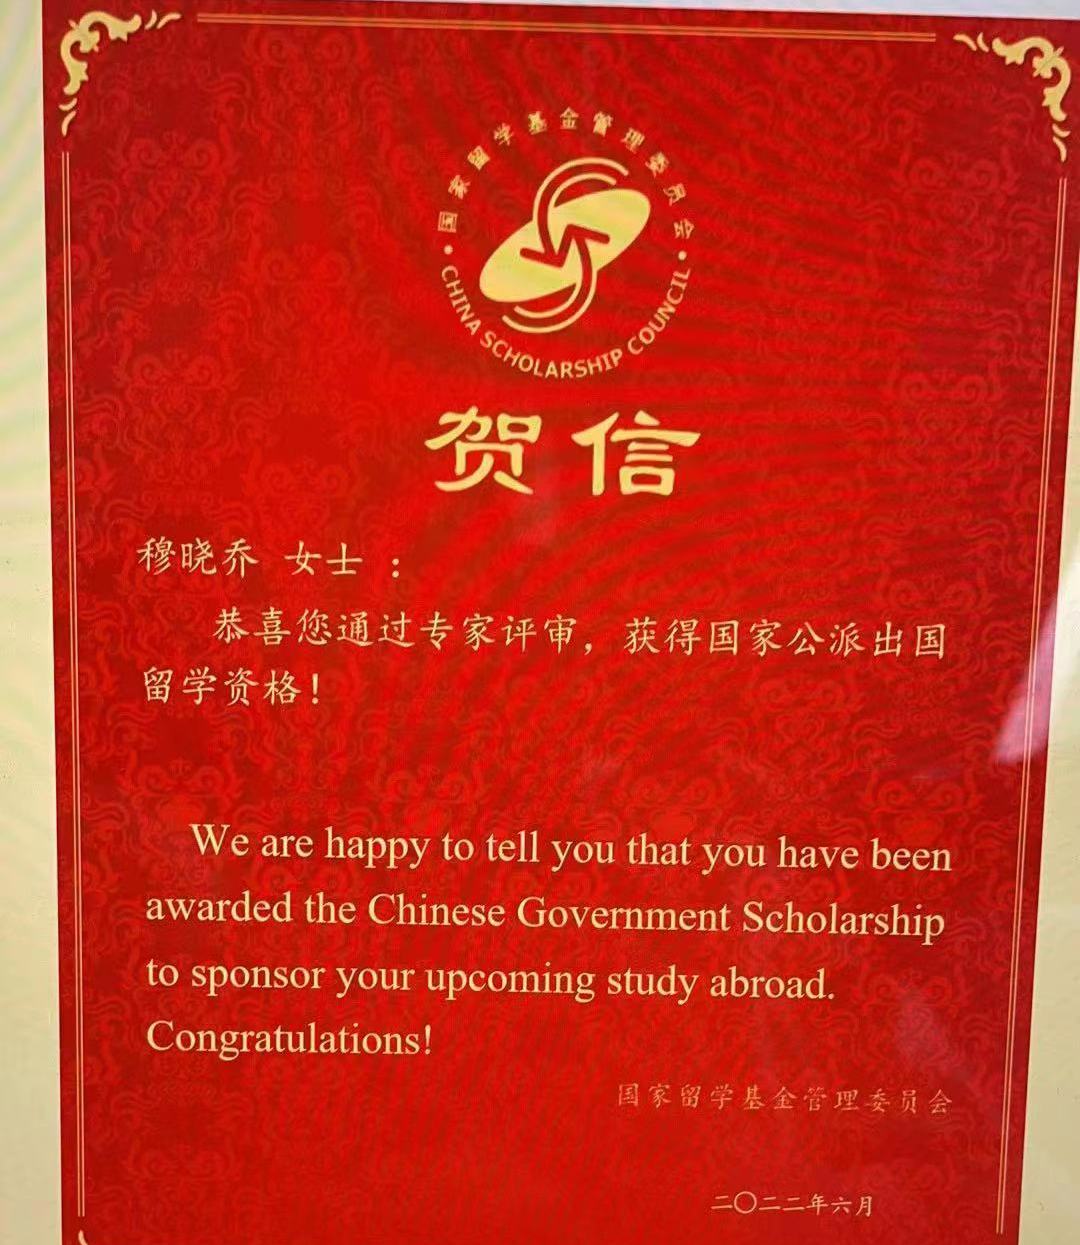 国家留学基金管理委员会
CHINA SCHOLARSHIP COUNCIL
贺信
穆晓乔 女士 ：
恭喜您通过专家评审，获得国家公派出国
留学资格！
We are happy to tell you that you have been
awarded the Chinese Government Scholarship
to sponsor your upcoming study abroad.
Congratulations!
国家留学基金管理委员会
二〇二二年六月